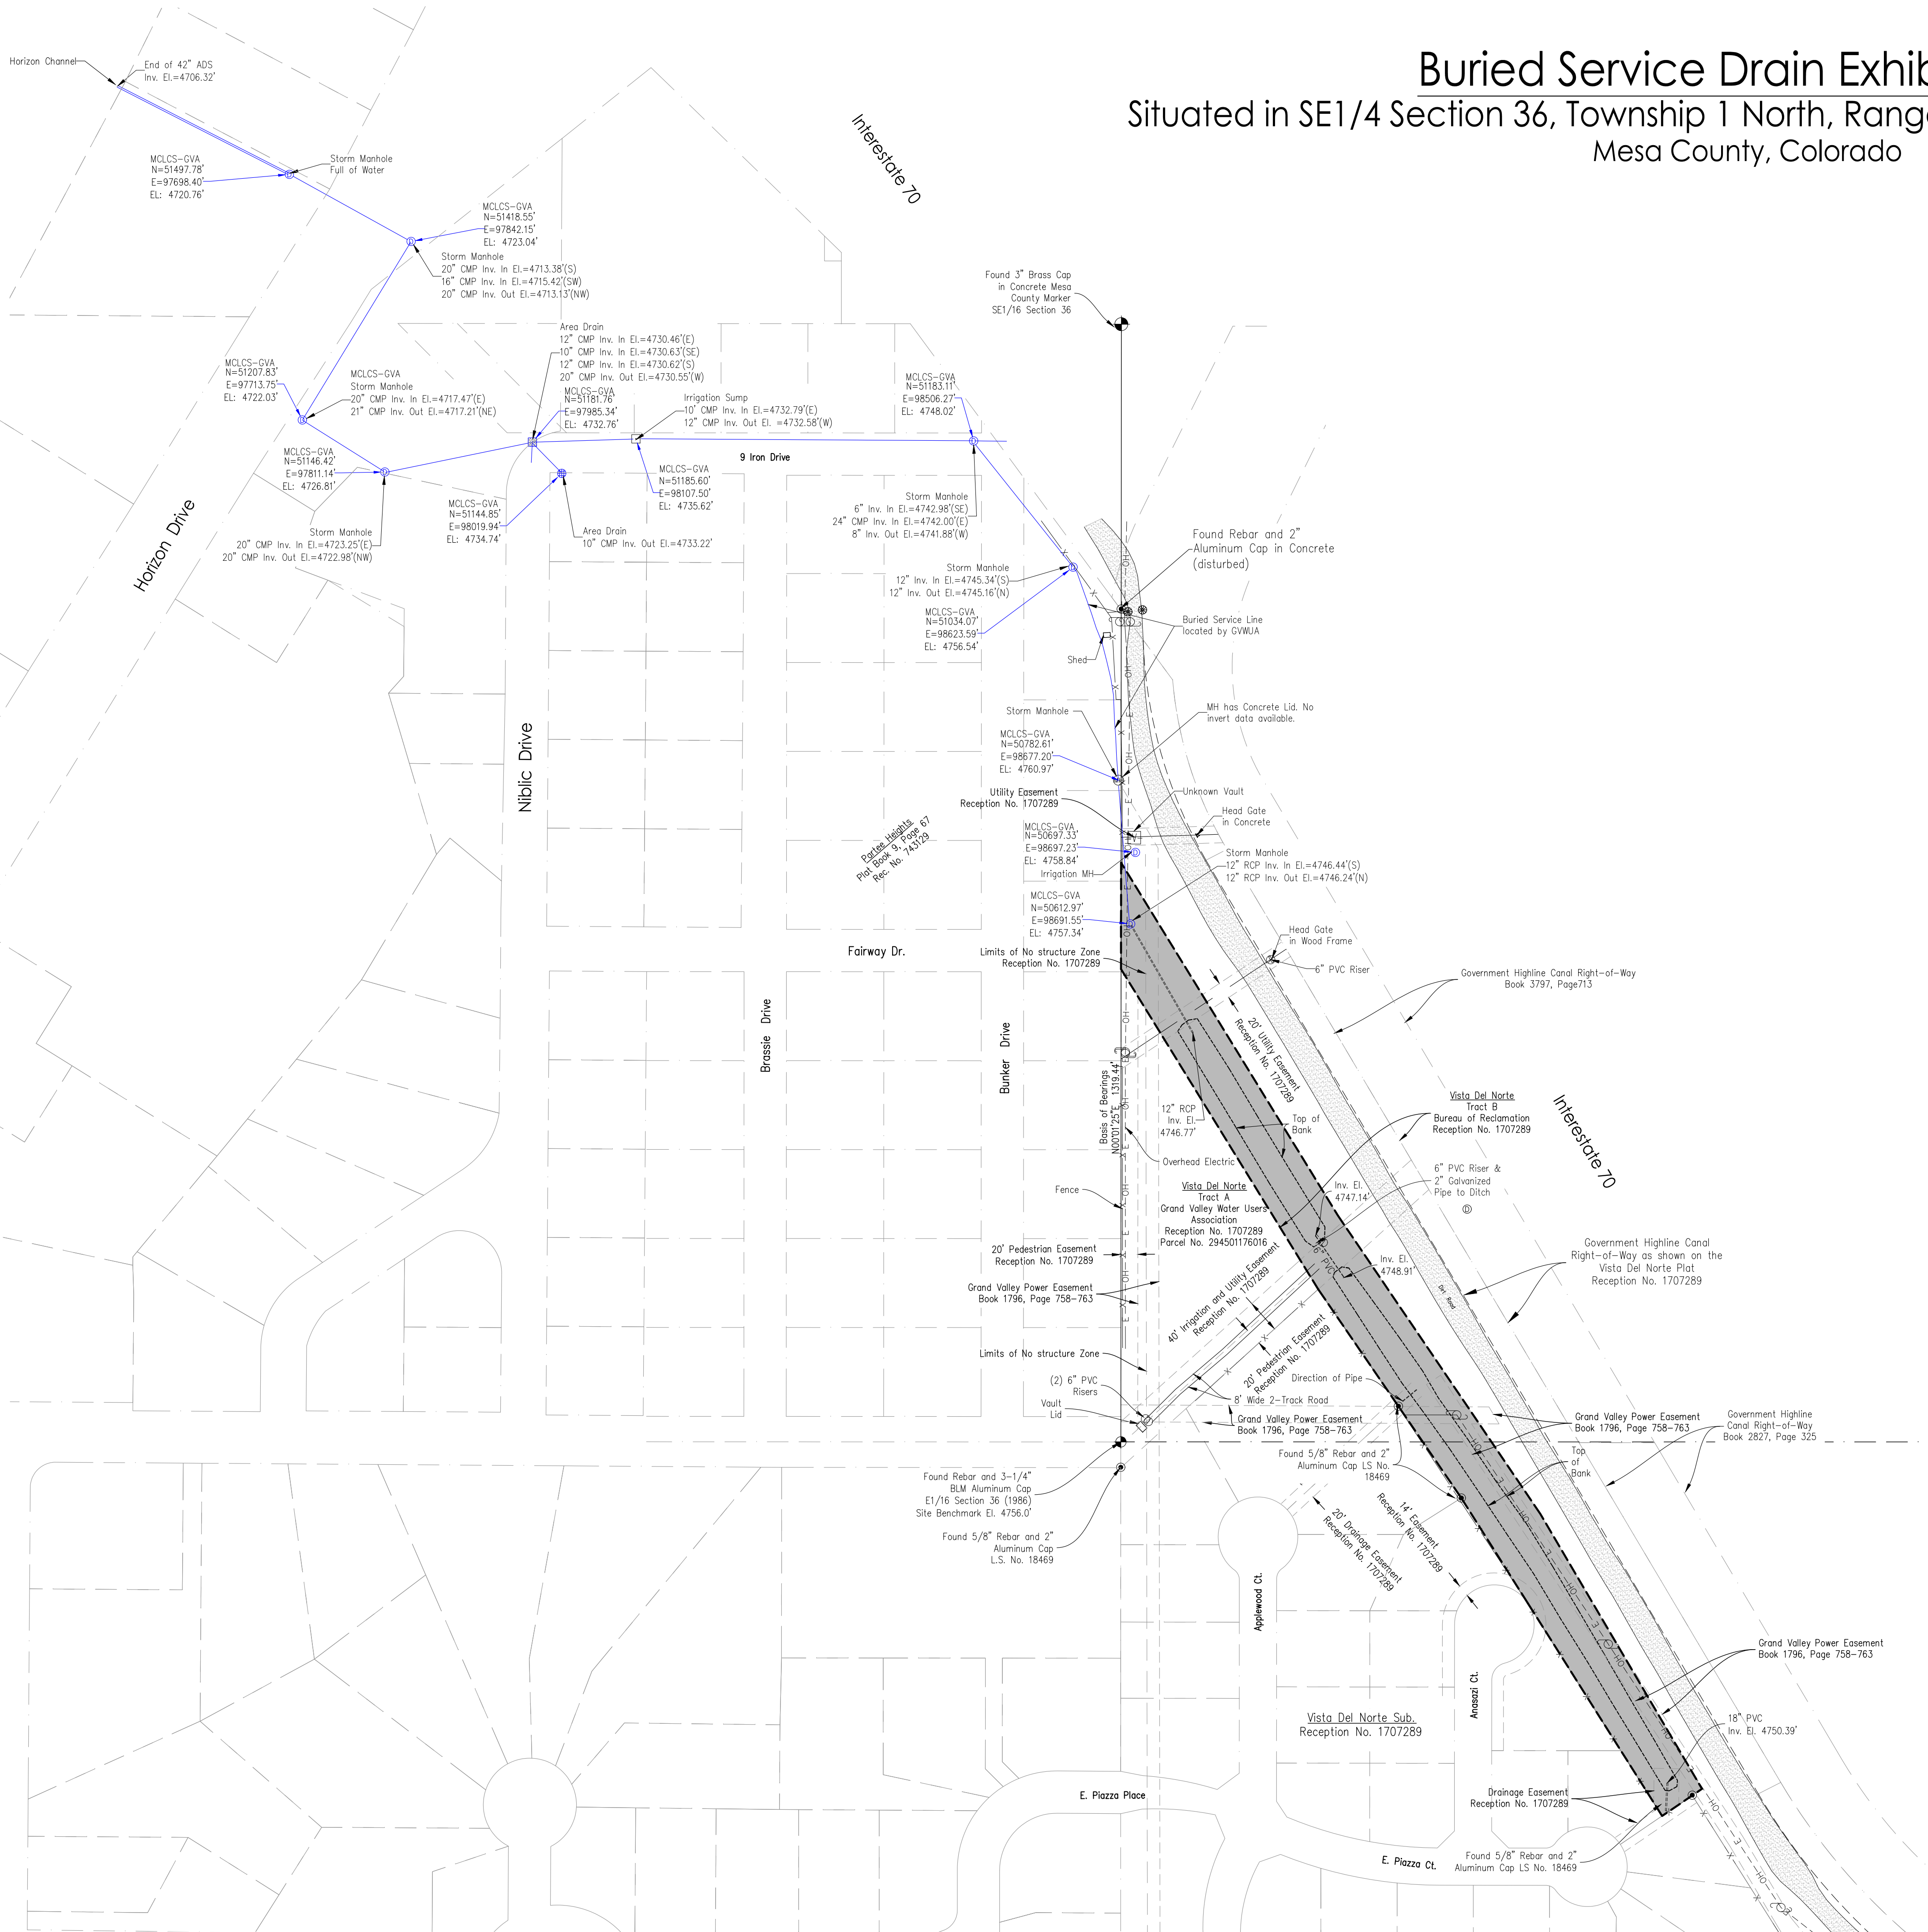 Buried Service Drain Exhib
Situated in SE1/4 Section 36, Township 1 North, Rang
Mesa County, Colorado
Horizon Channel
End of 42" ADS
Inv. El.=4706.32'
MCLCS-GVA
N=51497.78'
E=97698.40'
EL: 4720.76'
Storm Manhole
Full of Water
MCLCS-GVA
N=51418.55'
E=97842.15'
EL: 4723.04'
Storm Manhole
20" CMP Inv. In El.=4713.38'(S)
16" CMP Inv. In El.=4715.42'(SW)
20" CMP Inv. Out El.=4713.13'(NW)
Interestate 70
Found 3" Brass Cap
in Concrete Mesa
County Marker
SE1/16 Section 36
Area Drain
12" CMP Inv. In El.=4730.46'(E)
10" CMP Inv. In El.=4730.63'(SE)
12" CMP Inv. In El.=4730.62'(S)
20" CMP Inv. Out El.=4730.55'(W)
MCLCS-GVA
N=51207.83'
E=97713.75'
EL: 4722.03'
MCLCS-GVA
Storm Manhole
20" CMP Inv. In El.=4717.47'(E)
21" CMP Inv. Out El.=4717.21'(NE)
MCLCS-GVA
N=51181.76'
E=97985.34'
EL: 4732.76'
Irrigation Sump
10' CMP Inv. In El.=4732.79'(E)
12" CMP Inv. Out El. =4732.58'(W)
MCLCS-GVA
N=51183.11'
E=98506.27'
EL: 4748.02'
MCLCS-GVA
N=51146.42'
E=97811.14'
EL: 4726.81'
9 Iron Drive
MCLCS-GVA
N=51185.60'
E=98107.50'
EL: 4735.62'
MCLCS-GVA
N=51144.85'
E=98019.94'
EL: 4734.74'
Area Drain
10" CMP Inv. Out El.=4733.22'
Storm Manhole
20" CMP Inv. In El.=4723.25'(E)
20" CMP Inv. Out El.=4722.98'(NW)
Horizon Drive
Storm Manhole
6" Inv. In El.=4742.98'(SE)
24" CMP Inv. In El.=4742.00'(E)
8" Inv. Out El.=4741.88'(W)
Found Rebar and 2"
Aluminum Cap in Concrete
(disturbed)
Storm Manhole
12" Inv. In El.=4745.34'(S)
12" Inv. Out El.=4745.16'(N)
MCLCS-GVA
N=51034.07'
E=98623.59'
EL: 4756.54'
Buried Service Line
located by GVWUA
Shed
Storm Manhole
MH has Concrete Lid. No
invert data available.
MCLCS-GVA
N=50782.61'
E=98677.20'
EL: 4760.97'
Niblic Drive
Utility Easement
Reception No. 1707289
Unknown Vault
Head Gate
in Concrete
Partee Heights
Plat Book 9, Page 67
Rec. No. 743129
MCLCS-GVA
N=50697.33'
E=98697.23'
EL: 4758.84'
Irrigation MH
Storm Manhole
12" RCP Inv. In El.=4746.44'(S)
12" RCP Inv. Out El.=4746.24'(N)
MCLCS-GVA
N=50612.97'
E=98691.55'
EL: 4757.34'
Fairway Dr.
Limits of No structure Zone
Reception No. 1707289
Head Gate
in Wood Frame
6" PVC Riser
Government Highline Canal Right-of-Way
Book 3797, Page713
20' Utility Easement
Reception No. 1707289
Brassie Drive
Bunker Drive
Basis of Bearings
N00°01'25"E 1319.44'
12" RCP
Inv. El.
4746.77'
Top of
Bank
Vista Del Norte
Tract B
Bureau of Reclamation
Reception No. 1707289
Interestate 70
Overhead Electric
Fence
Vista Del Norte
Tract A
Grand Valley Water Users
Association
Reception No. 1707289
Parcel No. 294501176016
Inv. El.
4747.14'
6" PVC Riser &
2" Galvanized
Pipe to Ditch
20' Pedestrian Easement
Reception No. 1707289
6" PVC
Inv. El.
4748.91'
Government Highline Canal
Right-of-Way as shown on the
Vista Del Norte Plat
Reception No. 1707289
Dirt Road
Grand Valley Power Easement
Book 1796, Page 758-763
40' Irrigation and Utility Easement
Reception No. 1707289
20' Pedestrian Easement
Reception No. 1707289
Limits of No structure Zone
(2) 6" PVC
Risers
Vault
Lid
Direction of Pipe
8' Wide 2-Track Road
Grand Valley Power Easement
Book 1796, Page 758-763
Grand Valley Power Easement
Book 1796, Page 758-763
Government Highline
Canal Right-of-Way
Book 2827, Page 325
Found 5/8" Rebar and 2"
Aluminum Cap LS No.
18469
Top
of
Bank
Found Rebar and 3-1/4"
BLM Aluminum Cap
E1/16 Section 36 (1986)
Site Benchmark El. 4756.0'
Found 5/8" Rebar and 2"
Aluminum Cap
L.S. No. 18469
20' Drainage Easement
Reception No. 1707289
14' Easement
Reception No. 1707289
Applewood Ct.
Anasazi Ct.
Grand Valley Power Easement
Book 1796, Page 758-763
Vista Del Norte Sub.
Reception No. 1707289
18" PVC
Inv. El. 4750.39'
Drainage Easement
Reception No. 1707289
E. Piazza Place
E. Piazza Ct.
Found 5/8" Rebar and 2"
Aluminum Cap LS No. 18469